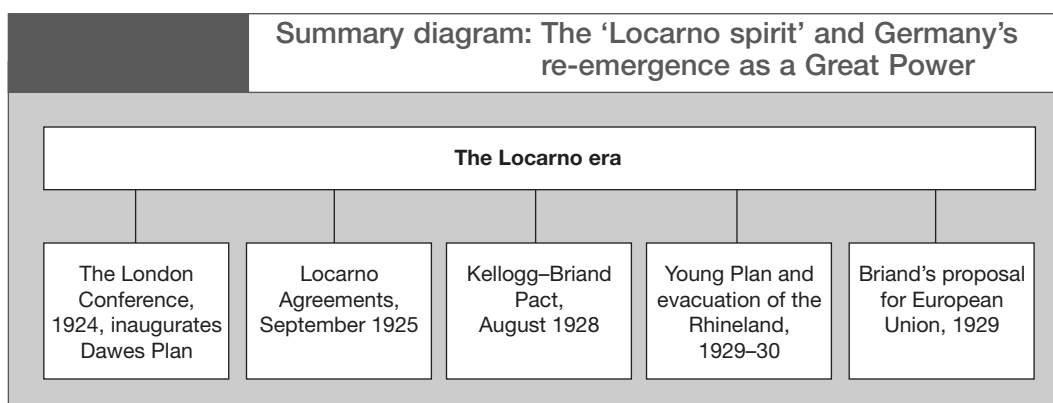 Summary diagram: The ‘Locarno spirit’ and Germany’s
re-emergence as a Great Power
The Locarno era
The London
Conference,
1924, inaugurates
Dawes Plan
Locarno
Agreements,
September 1925
Kellogg–Briand
Pact,
August 1928
Young Plan and
evacuation of the
Rhineland,
1929–30
Briand’s proposal
for European
Union, 1929